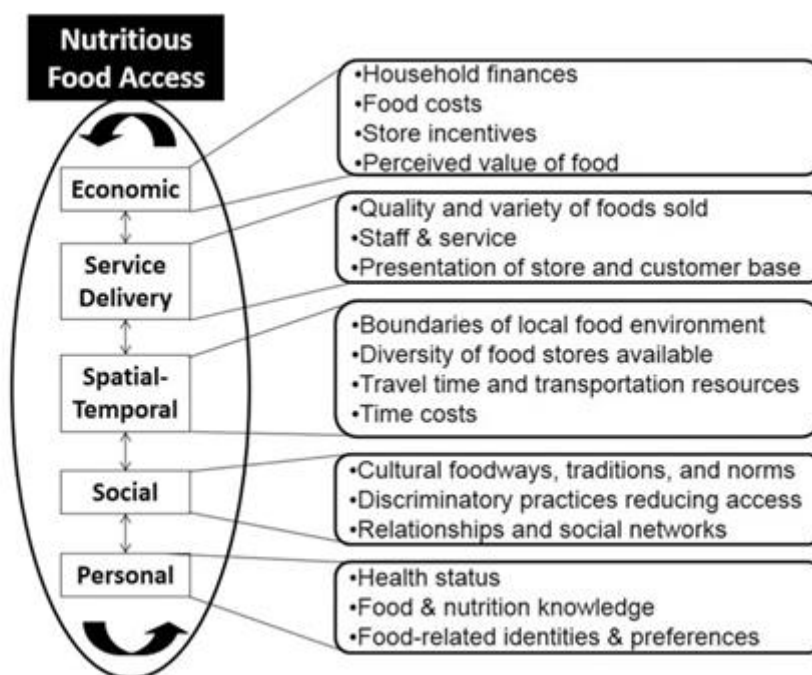 Nutritious
Food Access
Economic
•Household finances
•Food costs
•Store incentives
•Perceived value of food
Service
Delivery
•Quality and variety of foods sold
•Staff & service
•Presentation of store and customer base
Spatial-
Temporal
•Boundaries of local food environment
•Diversity of food stores available
•Travel time and transportation resources
•Time costs
Social
•Cultural foodways, traditions, and norms
•Discriminatory practices reducing access
•Relationships and social networks
Personal
•Health status
•Food & nutrition knowledge
•Food-related identities & preferences